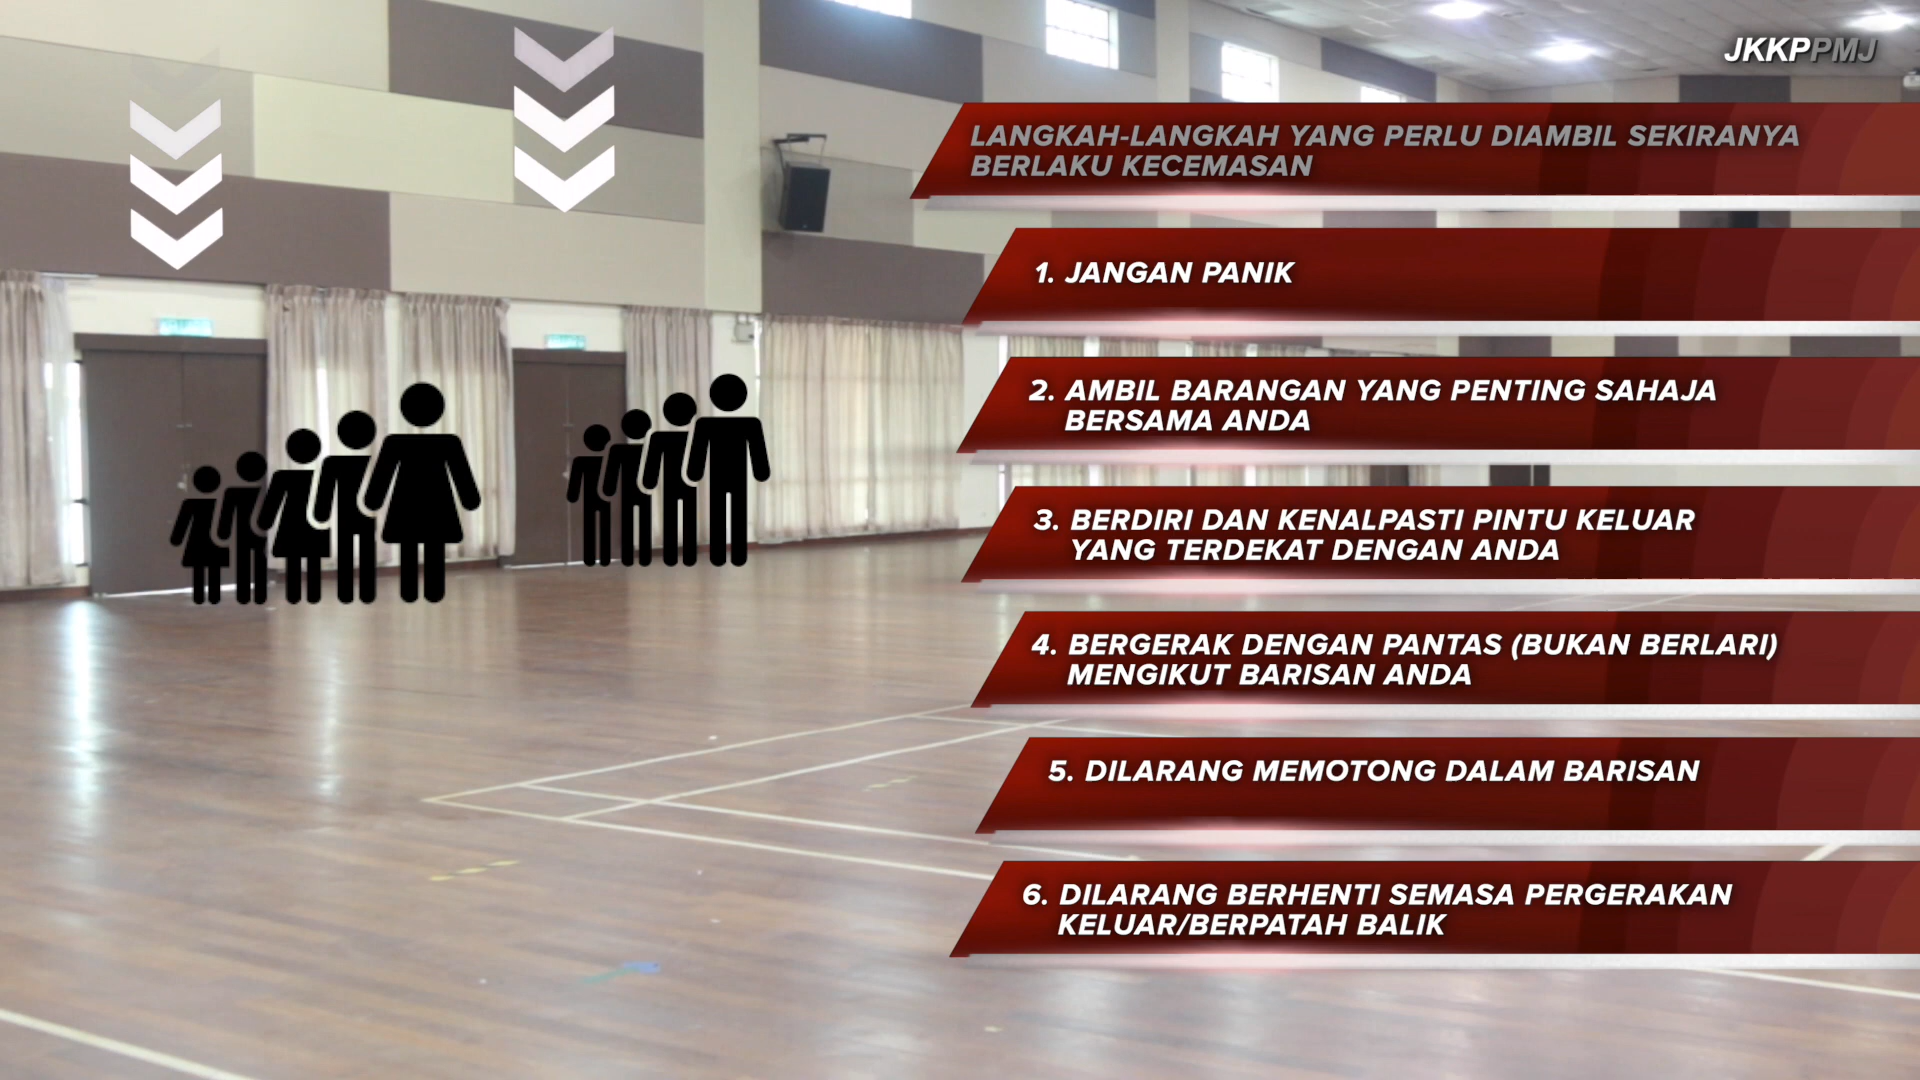 JKKPPMJ
LANGKAH-LANGKAH YANG PERLU DIAMBIL SEKIRANYA
BERLAKU KECEMASAN
1. JANGAN PANIK
2. AMBIL BARANGAN YANG PENTING SAHAJA
BERSAMA ANDA
3. BERDIRI DAN KENALPASTI PINTU KELUAR
YANG TERDEKAT DENGAN ANDA
4. BERGERAK DENGAN PANTAS (BUKAN BERLARI)
MENGIKUT BARISAN ANDA
5. DILARANG MEMOTONG DALAM BARISAN
6. DILARANG BERHENTI SEMASA PERGERAKAN
KELUAR/BERPATAH BALIK